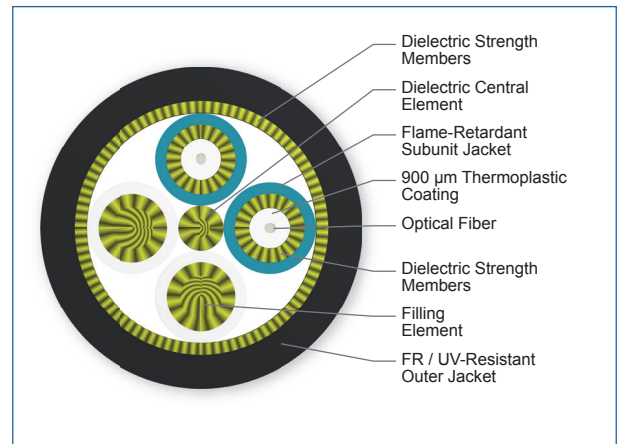 Dielectric Strength
Members
Dielectric Central
Element
Flame-Retardant
Subunit Jacket
900 µm Thermoplastic
Coating
Optical Fiber
Dielectric Strength
Members
Filling
Element
FR / UV-Resistant
Outer Jacket